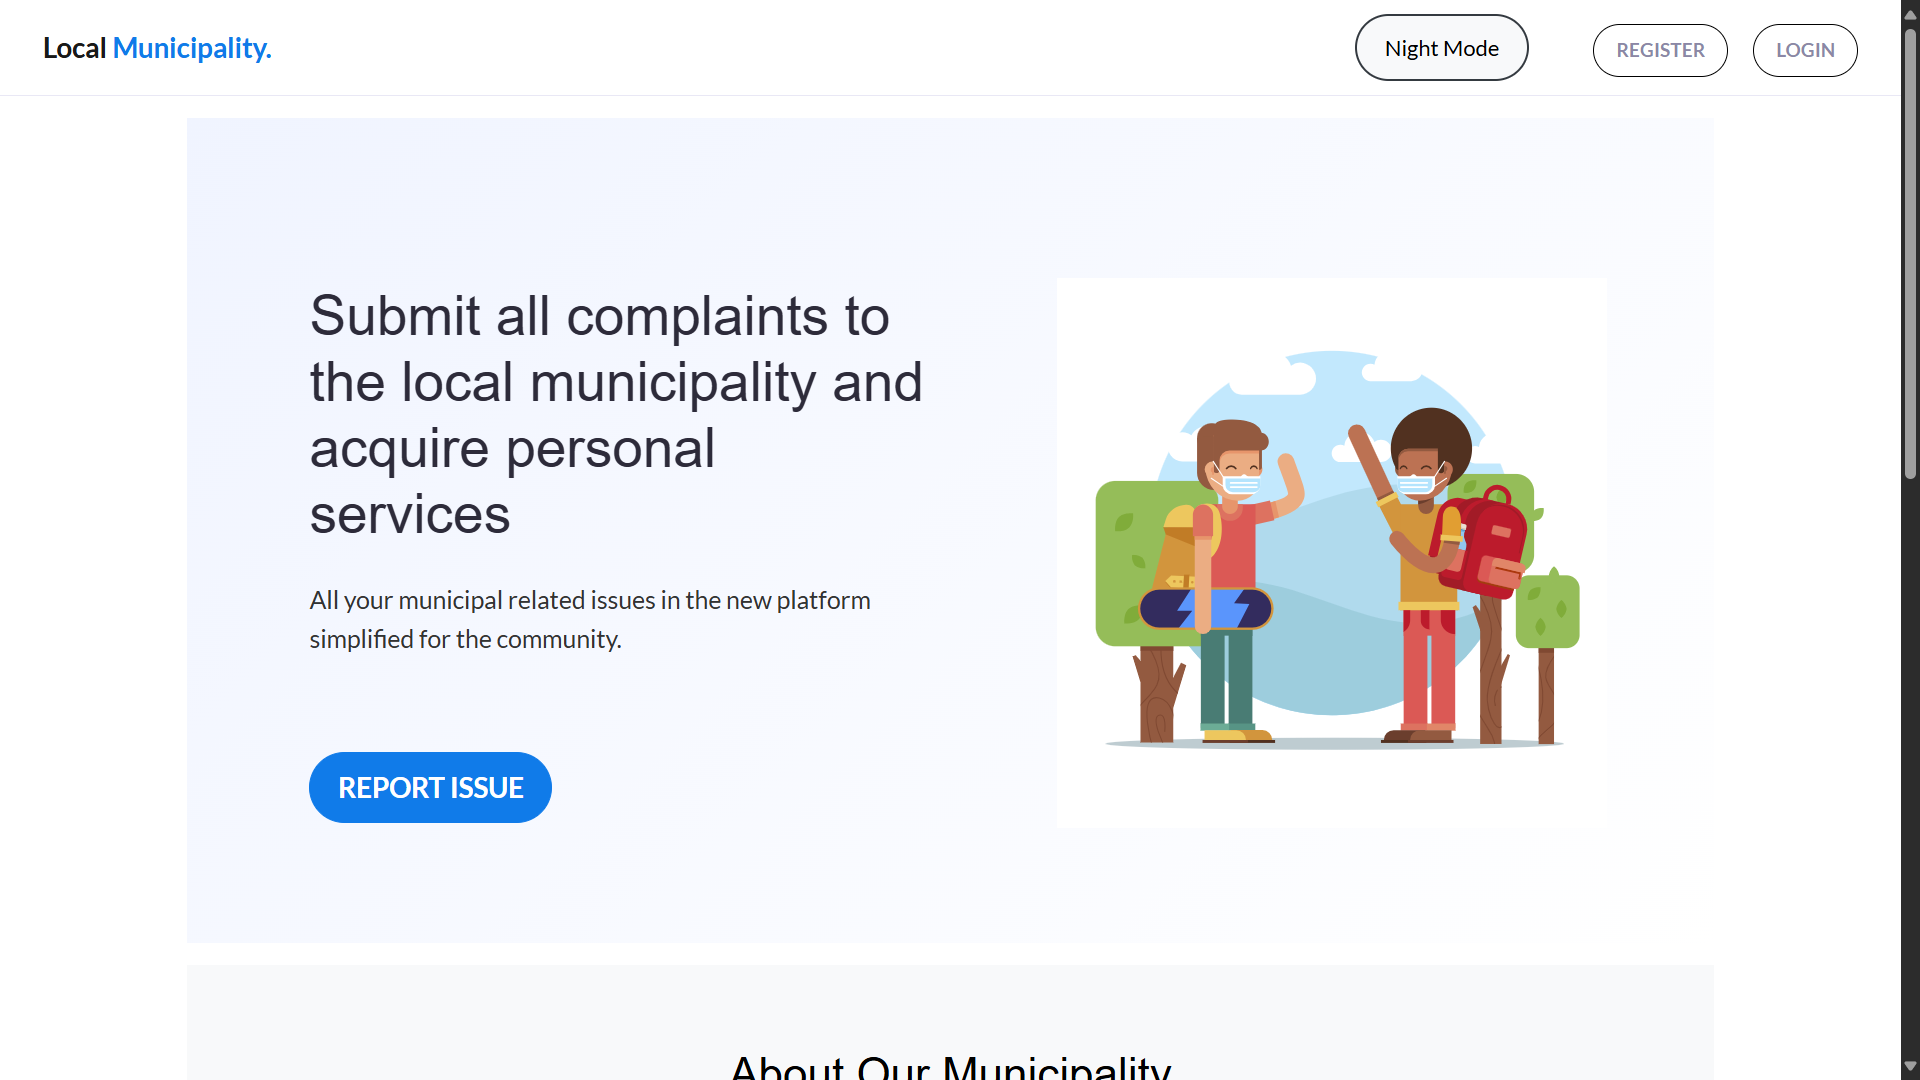 Local Municipality.
Night Mode
REGISTER
LOGIN
Submit all complaints to
the local municipality and
acquire personal
services
All your municipal related issues in the new platform
simplified for the community.
REPORT ISSUE
About Our Municipality